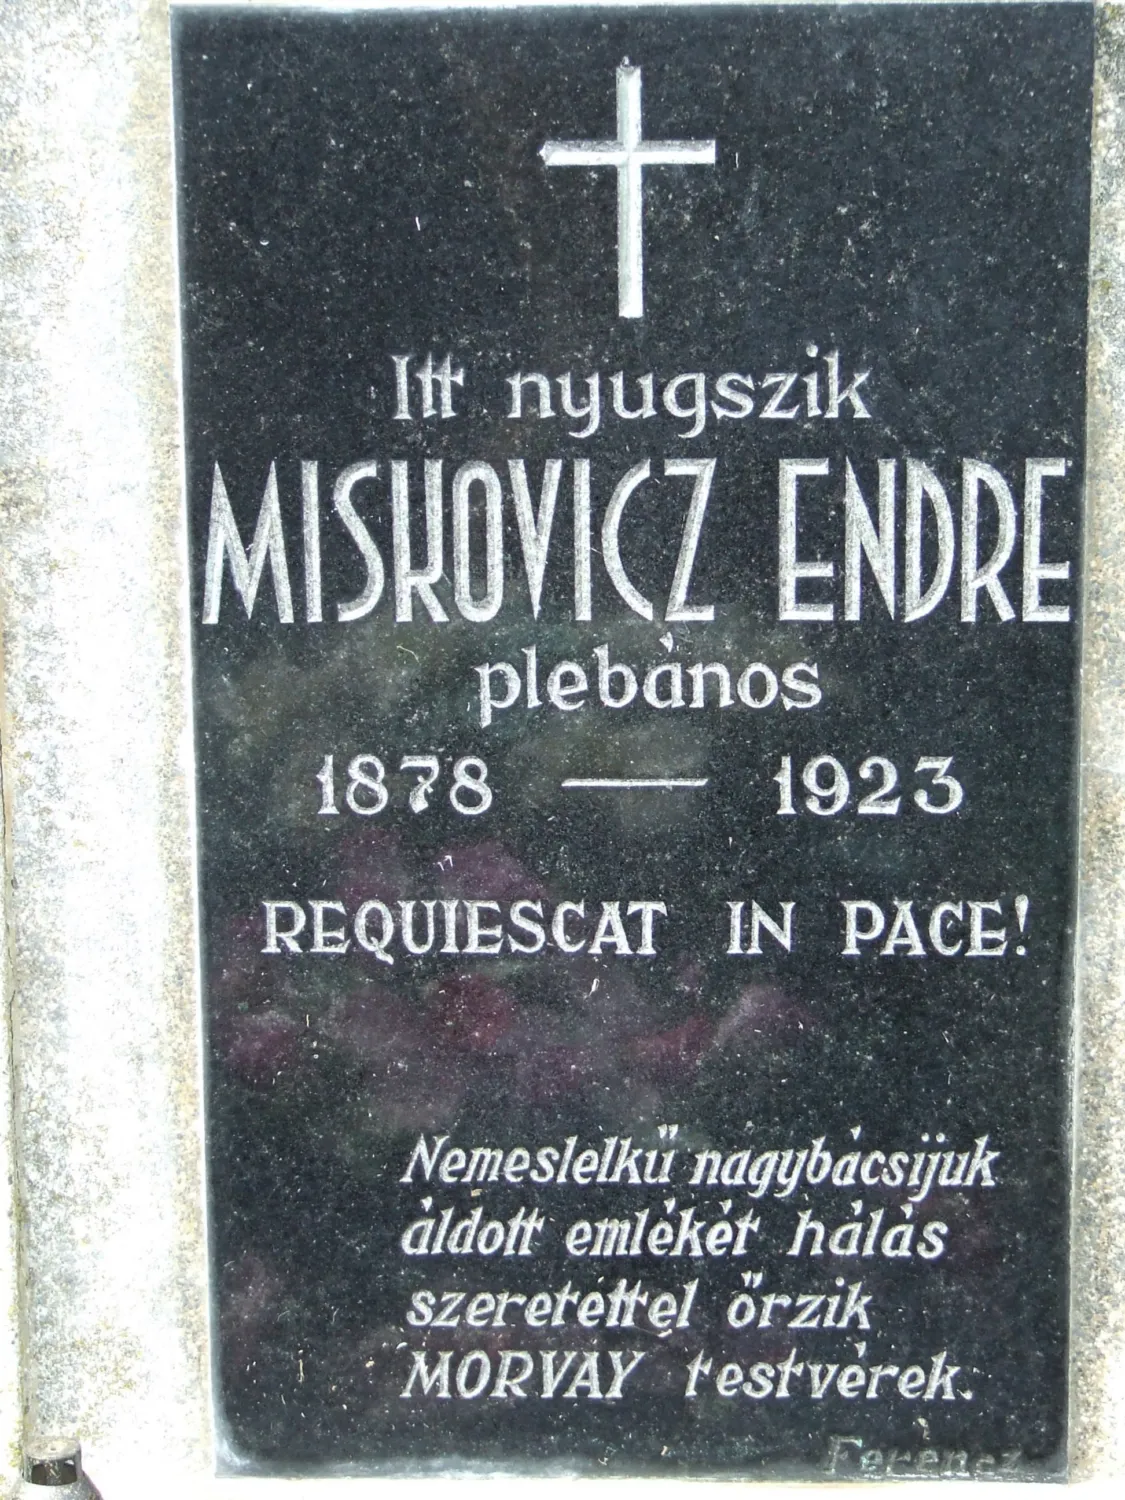 Itt nyugszik
MISKOVICZ ENDRE
plebános
1878 — 1923
REQUIESCAT IN PACE!
Nemeslelkű nagybácsijuk
áldott emlékét hálás
szeretettel őrzik
MORVAY testvérek.
Ferencz